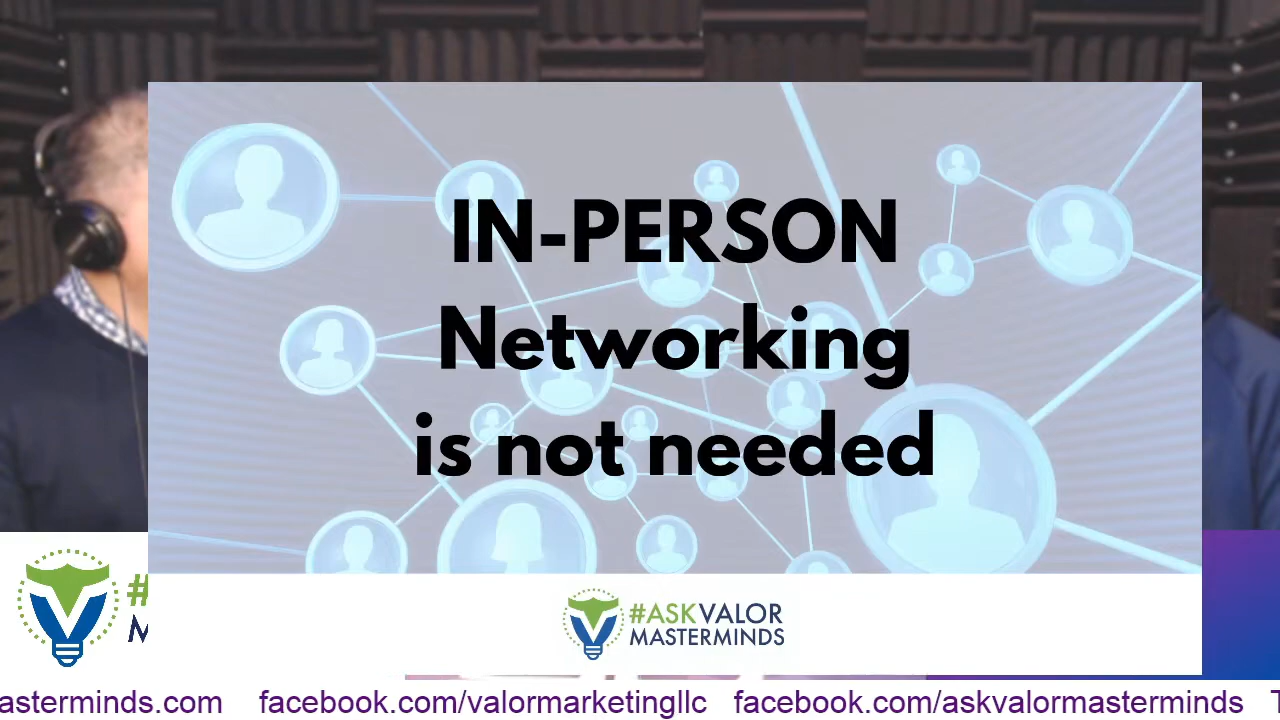 IN-PERSON
Networking
is not needed
#ASKVALOR
MASTERMINDS
#
M
asterminds.com facebook.com/valormarketingllc facebook.com/askvalormasterminds T